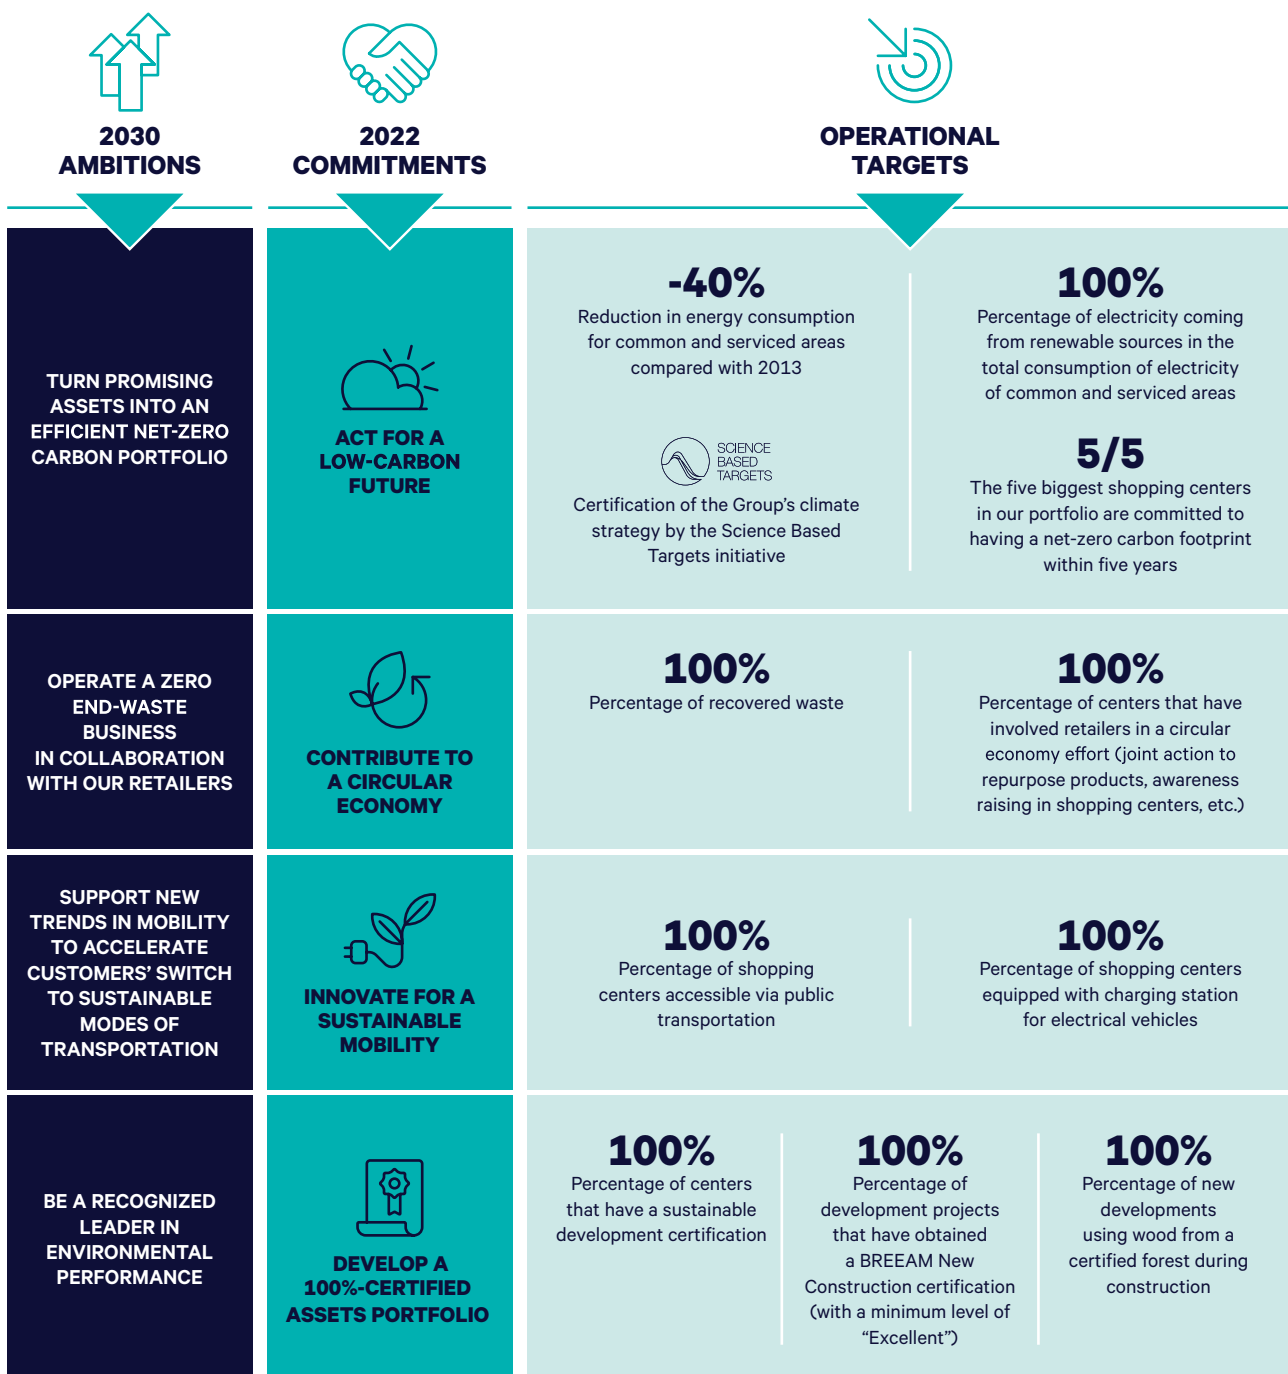 2030
AMBITIONS
2022
COMMITMENTS
OPERATIONAL
TARGETS
TURN PROMISING
ASSETS INTO AN
EFFICIENT NET-ZERO
CARBON PORTFOLIO
ACT FOR A
LOW-CARBON
FUTURE
-40%
Reduction in energy consumption
for common and serviced areas
compared with 2013
100%
Percentage of electricity coming
from renewable sources in the
total consumption of electricity
of common and serviced areas
SCIENCE
BASED
TARGETS
Certification of the Group's climate
strategy by the Science Based
Targets initiative
5/5
The five biggest shopping centers
in our portfolio are committed to
having a net-zero carbon footprint
within five years
OPERATE A ZERO
END-WASTE
BUSINESS
IN COLLABORATION
WITH OUR RETAILERS
CONTRIBUTE TO
A CIRCULAR
ECONOMY
100%
Percentage of recovered waste
100%
Percentage of centers that have
involved retailers in a circular
economy effort (joint action to
repurpose products, awareness
raising in shopping centers, etc.)
SUPPORT NEW
TRENDS IN MOBILITY
TO ACCELERATE
CUSTOMERS' SWITCH
TO SUSTAINABLE
MODES OF
TRANSPORTATION
INNOVATE FOR A
SUSTAINABLE
MOBILITY
100%
Percentage of shopping
centers accessible via public
transportation
100%
Percentage of shopping centers
equipped with charging station
for electrical vehicles
BE A RECOGNIZED
LEADER IN
ENVIRONMENTAL
PERFORMANCE
DEVELOP A
100%-CERTIFIED
ASSETS PORTFOLIO
100%
Percentage of centers
that have a sustainable
development certification
100%
Percentage of
development projects
that have obtained
a BREEAM New
Construction certification
(with a minimum level of
“Excellent”)
100%
Percentage of new
developments
using wood from a
certified forest during
construction